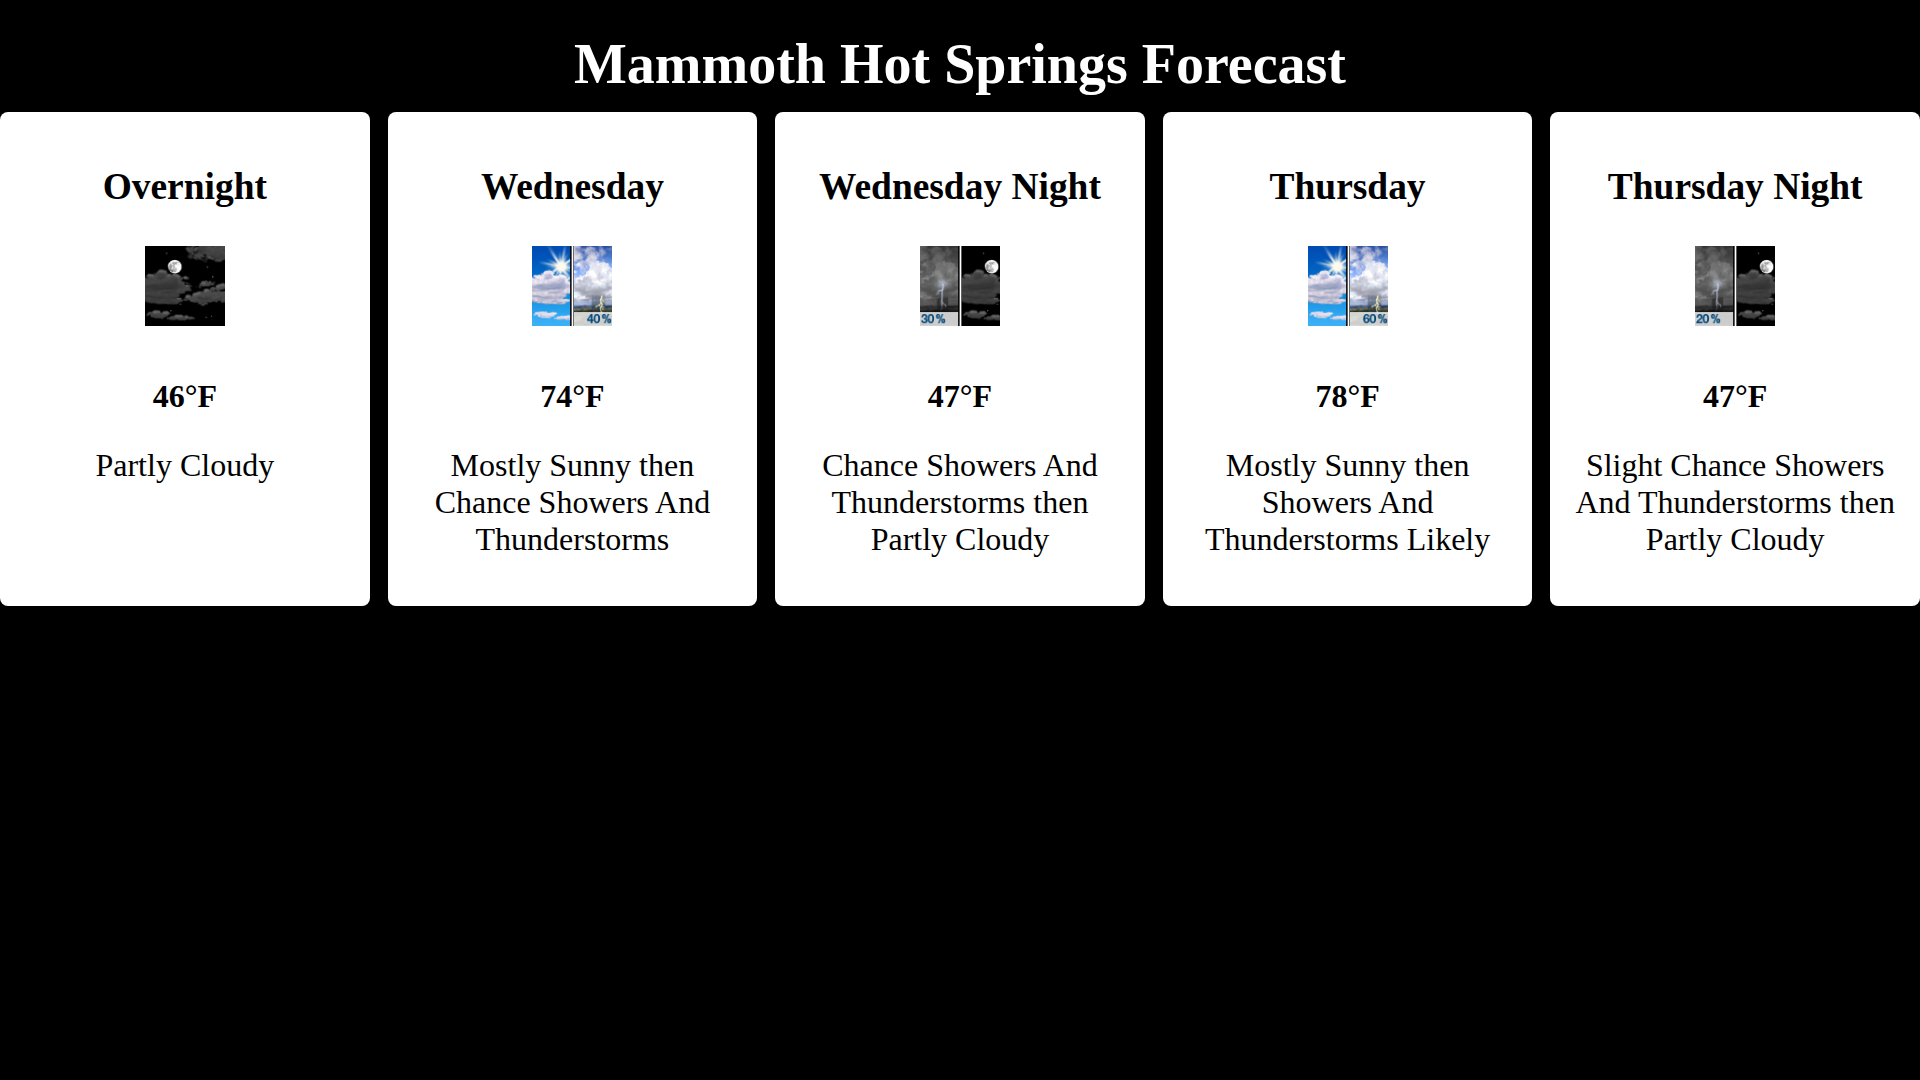 Mammoth Hot Springs Forecast
Overnight
46°F
Partly Cloudy
Wednesday
40%
74°F
Mostly Sunny then
Chance Showers And
Thunderstorms
Wednesday Night
30%
47°F
Chance Showers And
Thunderstorms then
Partly Cloudy
Thursday
60%
78°F
Mostly Sunny then
Showers And
Thunderstorms Likely
Thursday Night
20%
47°F
Slight Chance Showers
And Thunderstorms then
Partly Cloudy